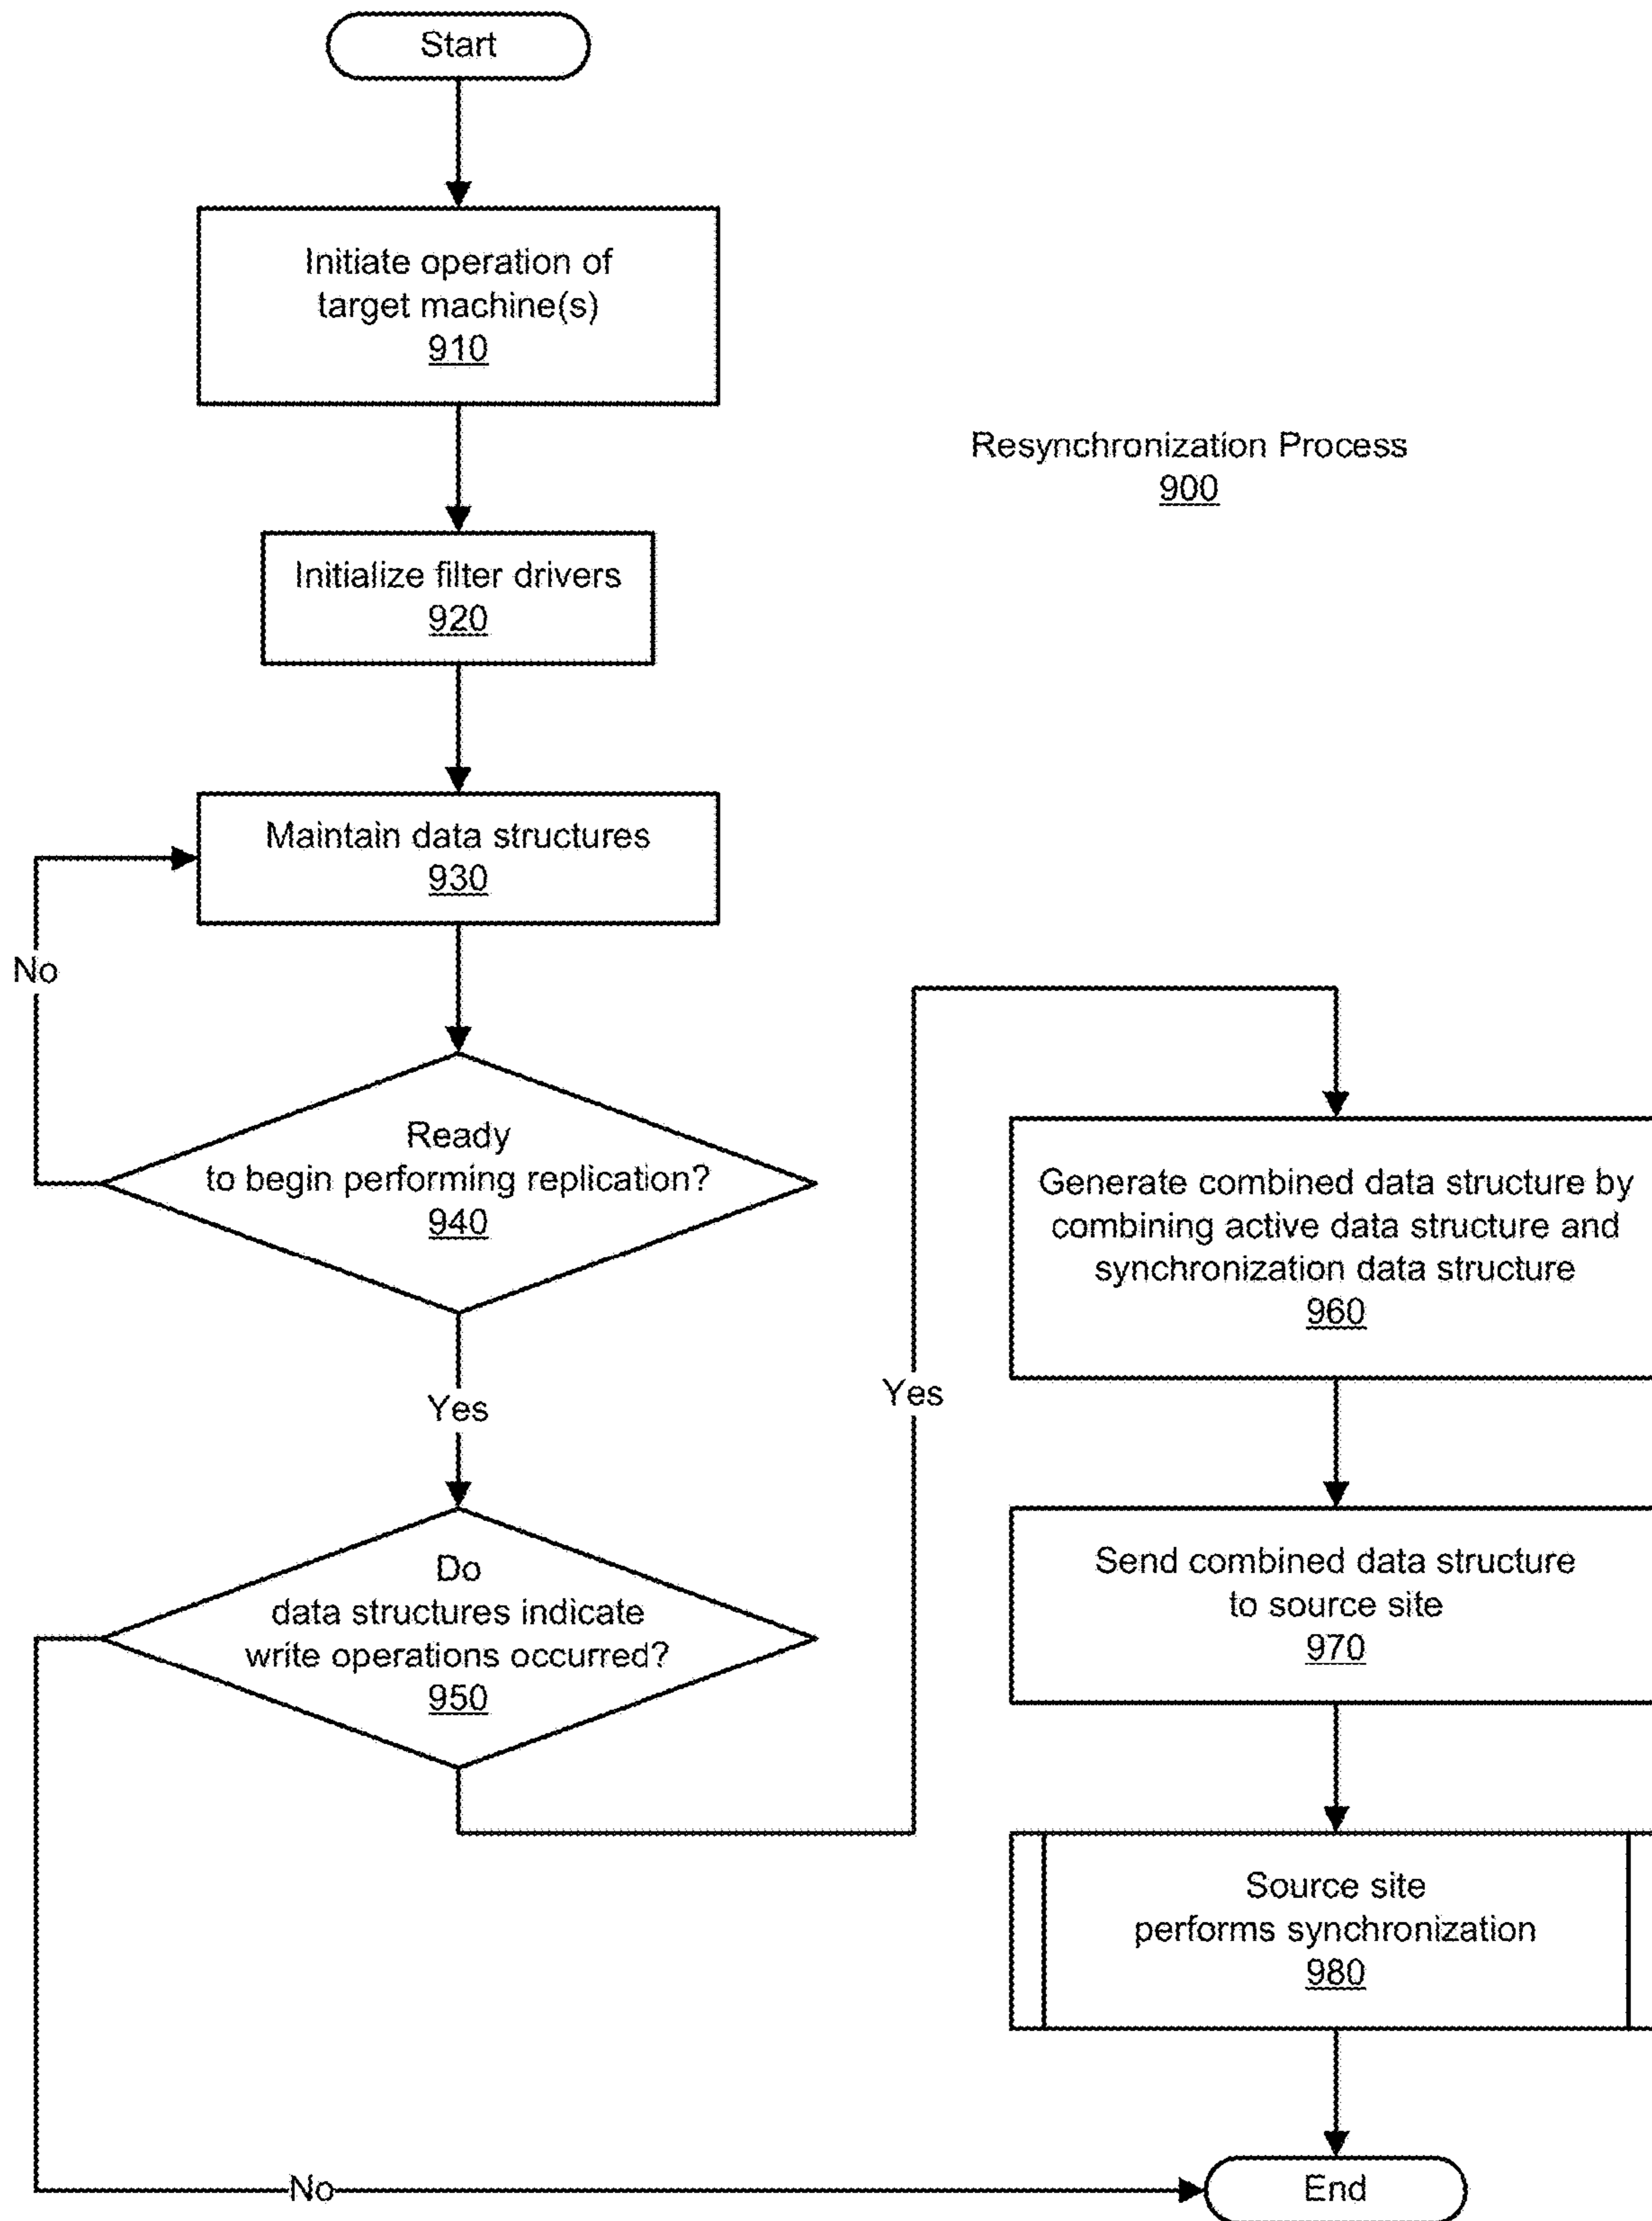 Start
Initiate operation of
target machine(s)
910
Resynchronization Process
900
Initialize filter drivers
920
Maintain data structures
930
No
Ready
to begin performing replication?
940
Yes
Do
data structures indicate
write operations occurred?
950
Yes
Generate combined data structure by
combining active data structure and
synchronization data structure
960
Send combined data structure
to source site
970
Source site
performs synchronization
980
No
End